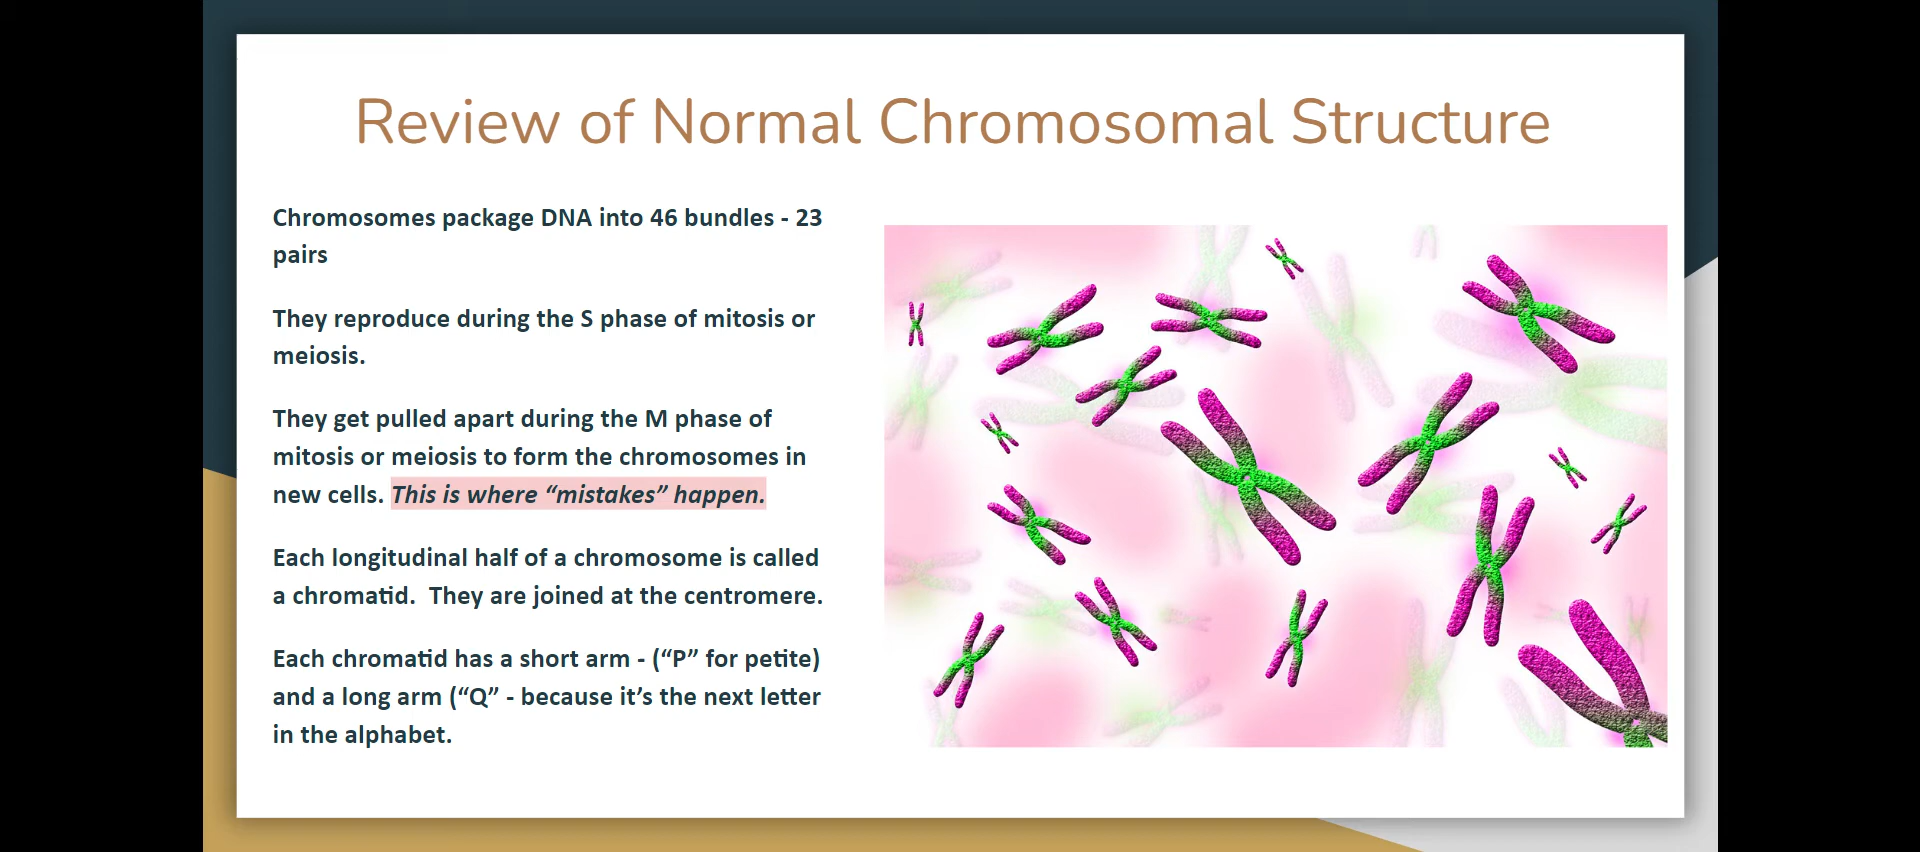 Review of Normal Chromosomal Structure
Chromosomes package DNA into 46 bundles - 23
pairs
They reproduce during the S phase of mitosis or
meiosis.
They get pulled apart during the M phase of
mitosis or meiosis to form the chromosomes in
new cells. This is where “mistakes” happen.
Each longitudinal half of a chromosome is called
a chromatid.  They are joined at the centromere.
Each chromatid has a short arm - (“P” for petite)
and a long arm (“Q” - because it’s the next letter
in the alphabet.